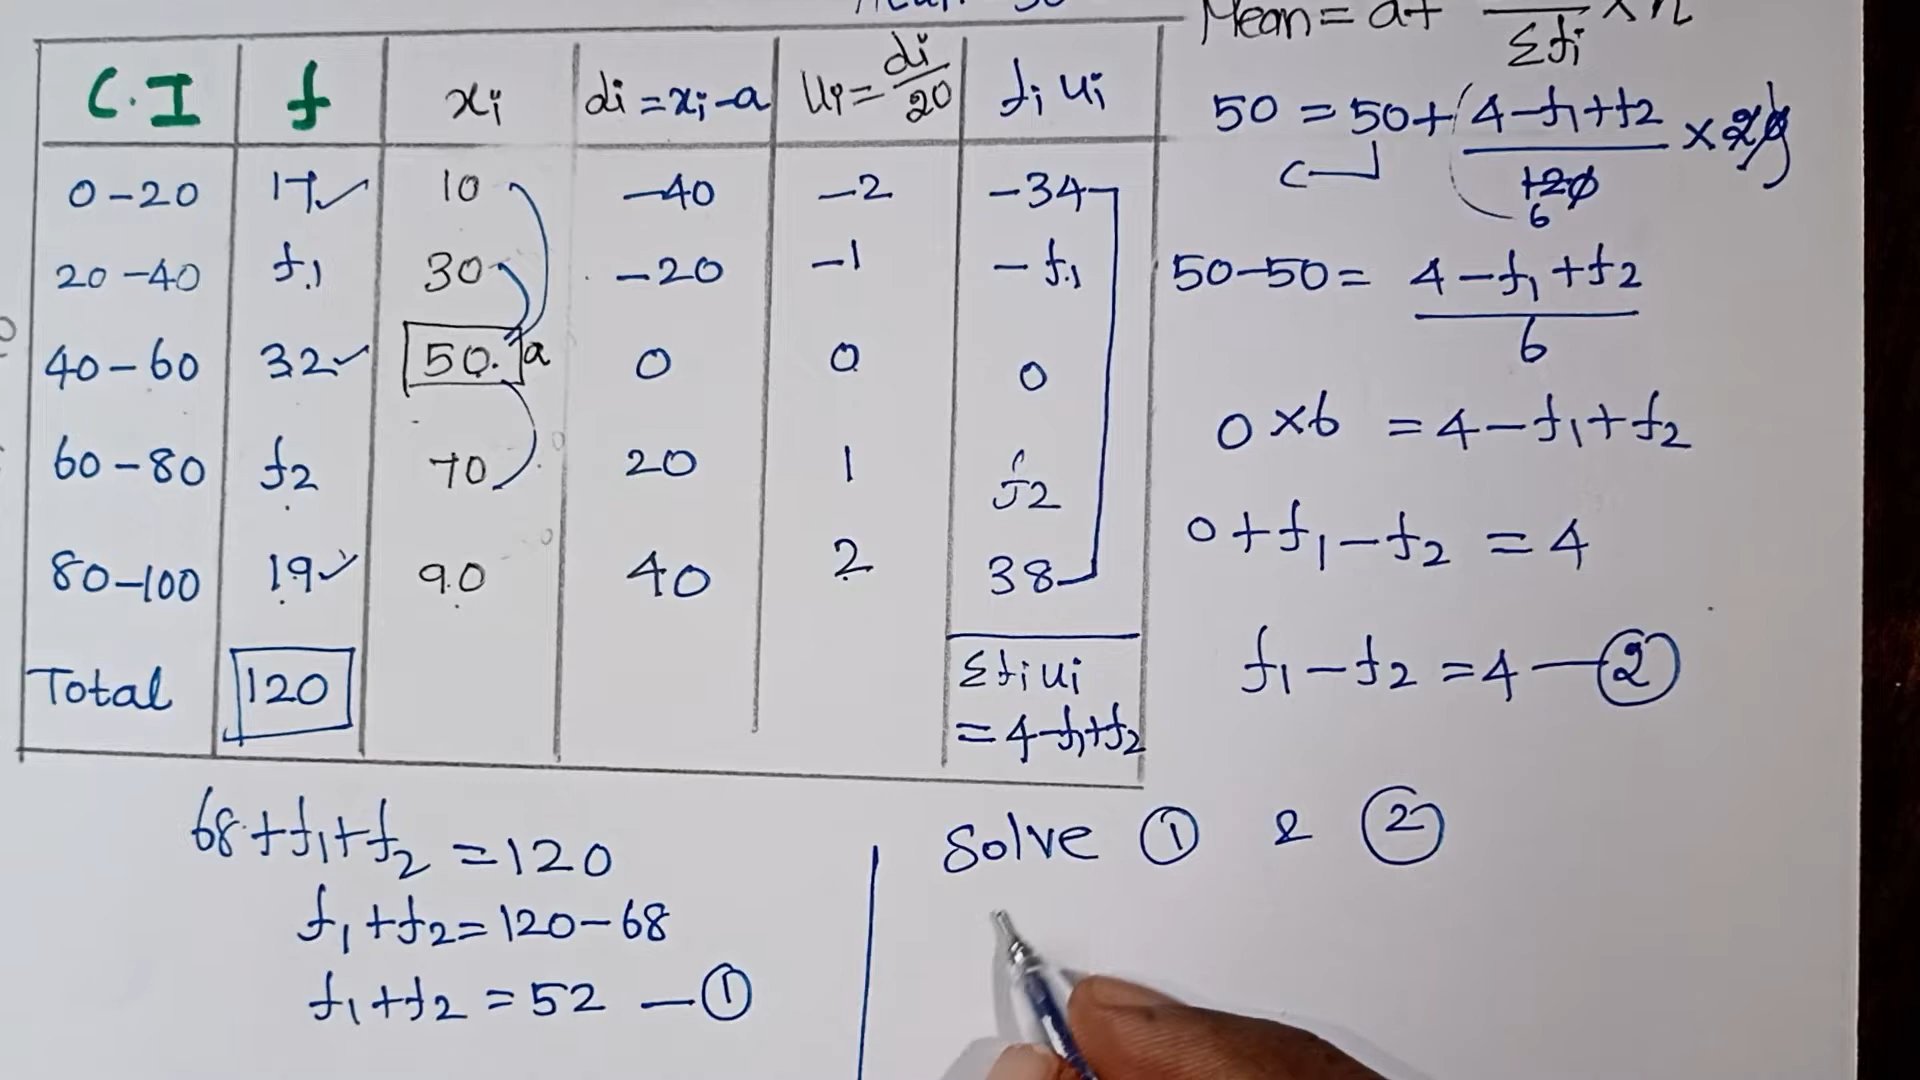 Mean = a + / Σfi × h
C.I f xi di = xi - a ui = di/20 fi ui
0-20 17✓ 10 -40 -2 -34
20-40 f1 30 -20 -1 -f1
40-60 32✓ 50. a 0 0 0
60-80 f2 70 20 1 f2
80-100 19✓ 90 40 2 38
Total 120 Σfiui
= 4-f1+f2
50 = 50 + (4-f1+f2 / 120 × 20
6
50-50 = 4-f1+f2 / 6
0×6 = 4-f1+f2
0+f1-f2 = 4
f1-f2 = 4 — ②
68+f1+f2 = 120
f1+f2 = 120-68
f1+f2 = 52 — ①
Solve ① & ②